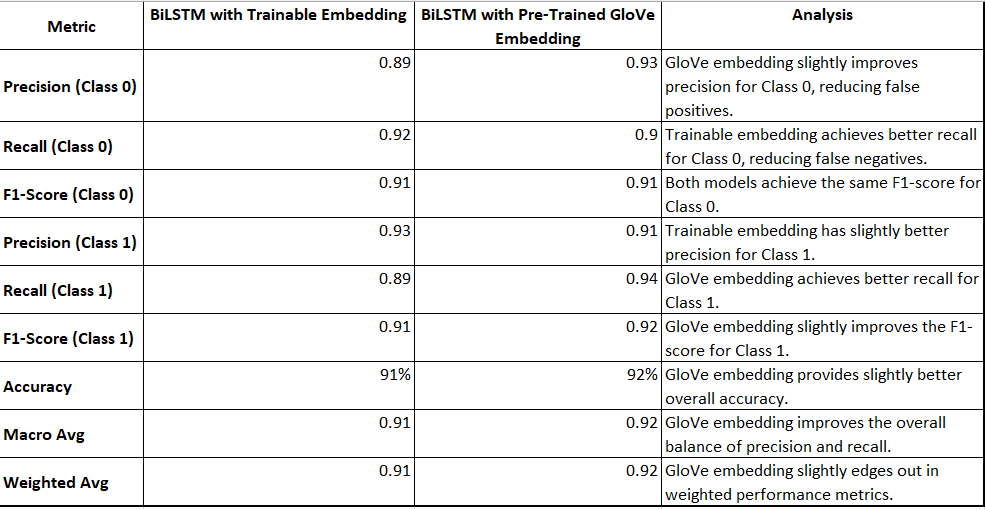 Metric
BiLSTM with Trainable Embedding
BiLSTM with Pre-Trained GloVe
Embedding
Analysis
Precision (Class 0)
0.89
0.93
GloVe embedding slightly improves
precision for Class 0, reducing false
positives.
Recall (Class 0)
0.92
0.9
Trainable embedding achieves better recall
for Class 0, reducing false negatives.
F1-Score (Class 0)
0.91
0.91
Both models achieve the same F1-score for
Class 0.
Precision (Class 1)
0.93
0.91
Trainable embedding has slightly better
precision for Class 1.
Recall (Class 1)
0.89
0.94
GloVe embedding achieves better recall for
Class 1.
F1-Score (Class 1)
0.91
0.92
GloVe embedding slightly improves the F1-
score for Class 1.
Accuracy
91%
92%
GloVe embedding provides slightly better
overall accuracy.
Macro Avg
0.91
0.92
GloVe embedding improves the overall
balance of precision and recall.
Weighted Avg
0.91
0.92
GloVe embedding slightly edges out in
weighted performance metrics.